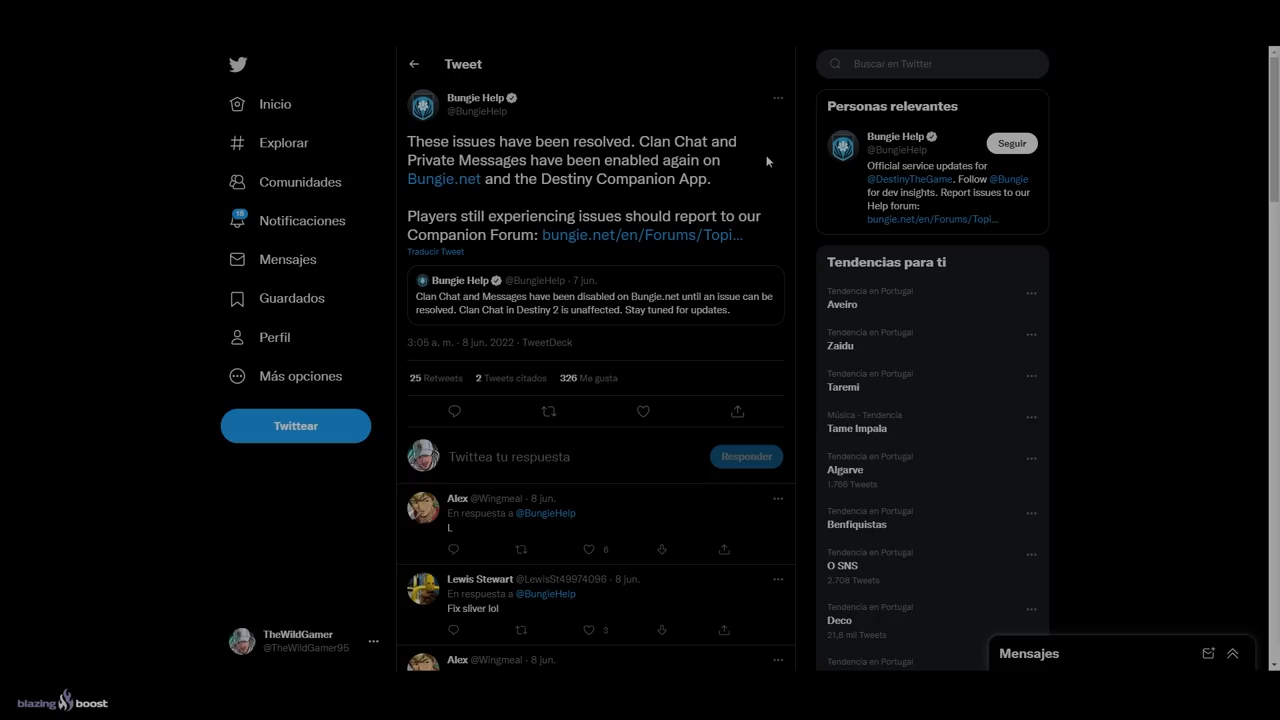 Inicio
Explorar
Comunidades
18
Notificaciones
Mensajes
Guardados
Perfil
Más opciones
Twittear
TheWildGamer
@TheWildGamer95
Tweet
Bungie Help
@BungieHelp
These issues have been resolved. Clan Chat and
Private Messages have been enabled again on
Bungie.net and the Destiny Companion App.
Players still experiencing issues should report to our
Companion Forum: bungie.net/en/Forums/Topi…
Traducir Tweet
Bungie Help @BungieHelp · 7 jun.
Clan Chat and Messages have been disabled on Bungie.net until an issue can be
resolved. Clan Chat in Destiny 2 is unaffected. Stay tuned for updates.
3:05 a. m. · 8 jun. 2022 · TweetDeck
25 Retweets 2 Tweets citados 326 Me gusta
Twittea tu respuesta
Responder
Alex @Wingmeal · 8 jun.
En respuesta a @BungieHelp
L
6
Lewis Stewart @LewisSt49974096 · 8 jun.
En respuesta a @BungieHelp
Fix sliver lol
3
Alex @Wingmeal · 8 jun.
Buscar en Twitter
Personas relevantes
Bungie Help
@BungieHelp
Seguir
Official service updates for
@DestinyTheGame. Follow @Bungie
for dev insights. Report issues to our
Help forum:
bungie.net/en/Forums/Topi…
Tendencias para ti
Tendencia en Portugal
Aveiro
Tendencia en Portugal
Zaidu
Tendencia en Portugal
Taremi
Música · Tendencia
Tame Impala
Tendencia en Portugal
Algarve
1.766 Tweets
Tendencia en Portugal
Benfiquistas
Tendencia en Portugal
O SNS
2.708 Tweets
Tendencia en Portugal
Deco
21,8 mil Tweets
Tendencia en Portugal
Mensajes
blazing boost